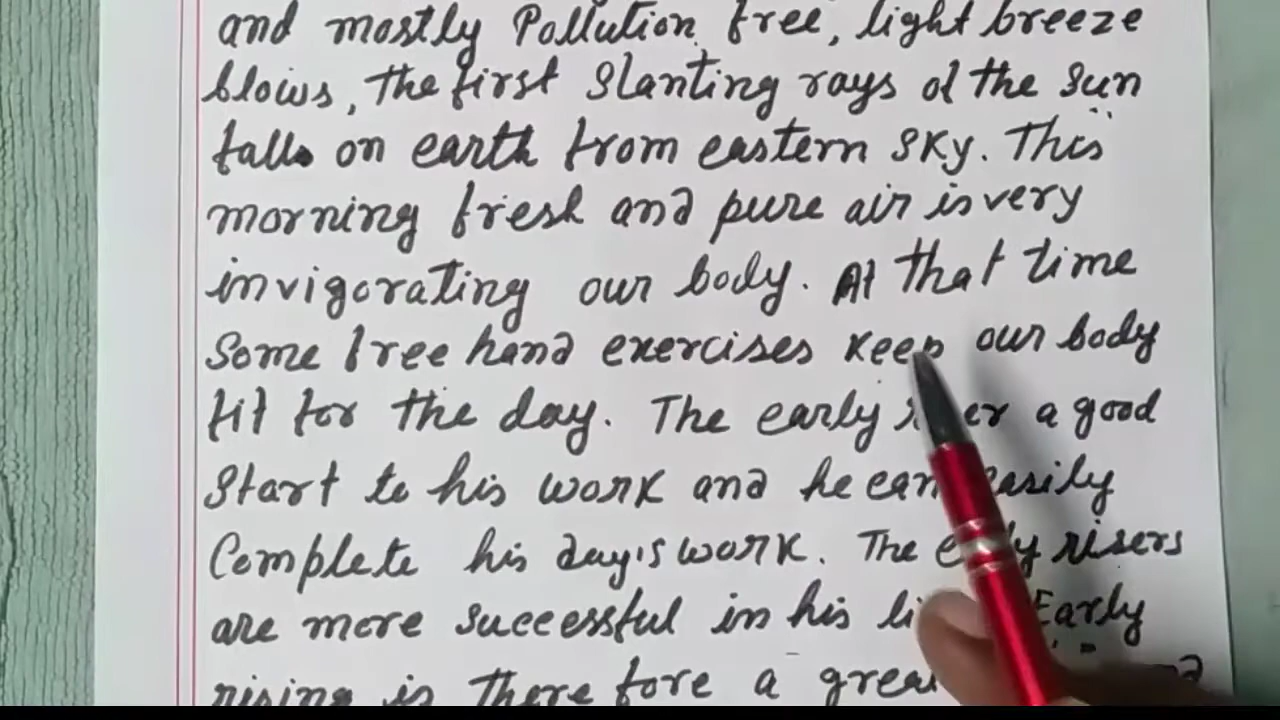 and mostly Pollution free, light breeze
blows, the first slanting rays of the sun
falls on earth from eastern sky. This
morning fresh and pure air is very
invigorating our body. At that time
Some free hand exercises keep our body
fit for the day. The early a good
start to his work and he can easily
Complete his day's work. The early risers
are more successful in his Early
rising is there fore a